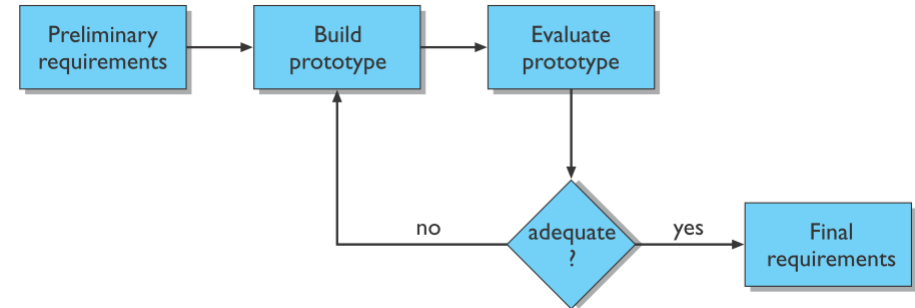 Preliminary
requirements
Build
prototype
Evaluate
prototype
no
adequate
?
yes
Final
requirements